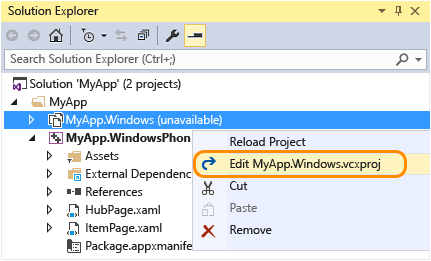 Solution Explorer
Search Solution Explorer (Ctrl+;)
Solution 'MyApp' (2 projects)
MyApp
MyApp.Windows (unavailable)
MyApp.WindowsPhon
Reload Project
Assets
Edit MyApp.Windows.vcxproj
External Dependenc
Cut
References
Paste
HubPage.xaml
ItemPage.xaml
Remove
Package.appxmanife